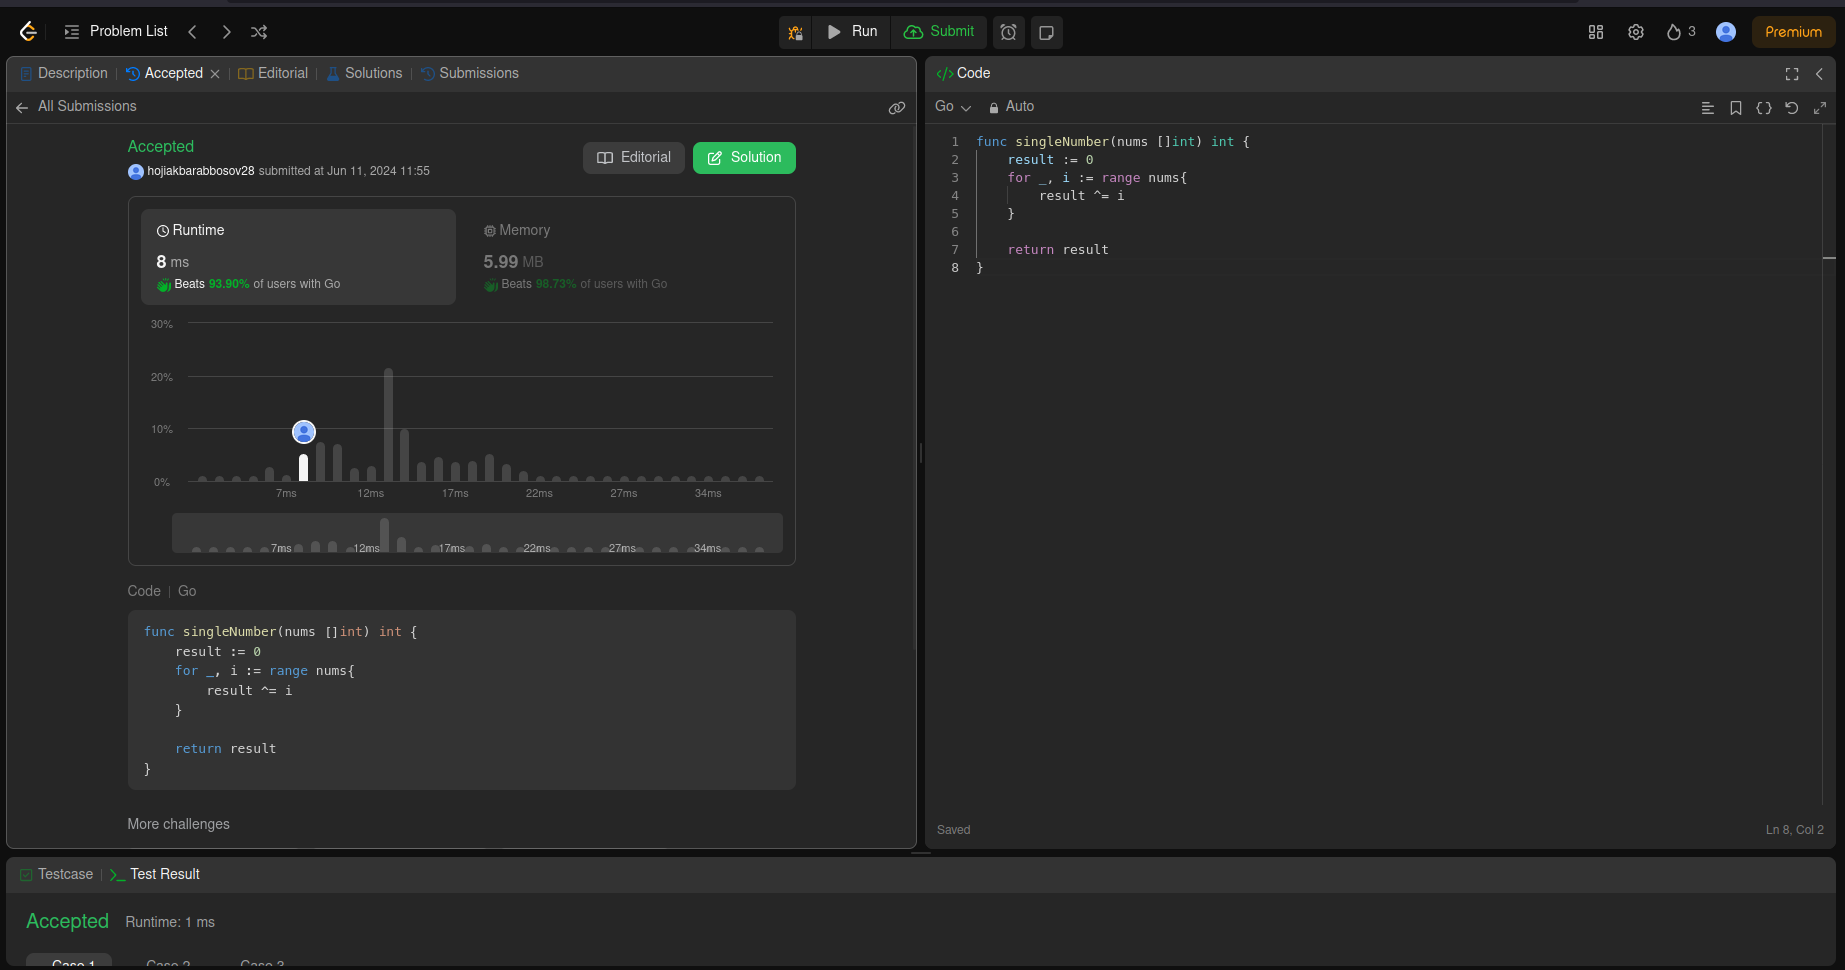 Problem List
Run
Submit
3
Premium
Description | Accepted | Editorial | Solutions | Submissions
All Submissions
Accepted
hojiakbarabbosov28 submitted at Jun 11, 2024 11:55
Editorial
Solution
Runtime
8 ms
Beats 93.90% of users with Go
Memory
5.99 MB
Beats 98.73% of users with Go
30%
20%
10%
0%
7ms 12ms 17ms 22ms 27ms 34ms
7ms 12ms 17ms 22ms 27ms 34ms
Code | Go
func singleNumber(nums []int) int {
    result := 0
    for _, i := range nums{
        result ^= i
    }
    return result
}
More challenges
</> Code
Go Auto
1 func singleNumber(nums []int) int {
2     result := 0
3     for _, i := range nums{
4         result ^= i
5     }
6
7     return result
8 }
Saved
Ln 8, Col 2
Testcase | >_ Test Result
Accepted Runtime: 1 ms
Case 1 Case 2 Case 3